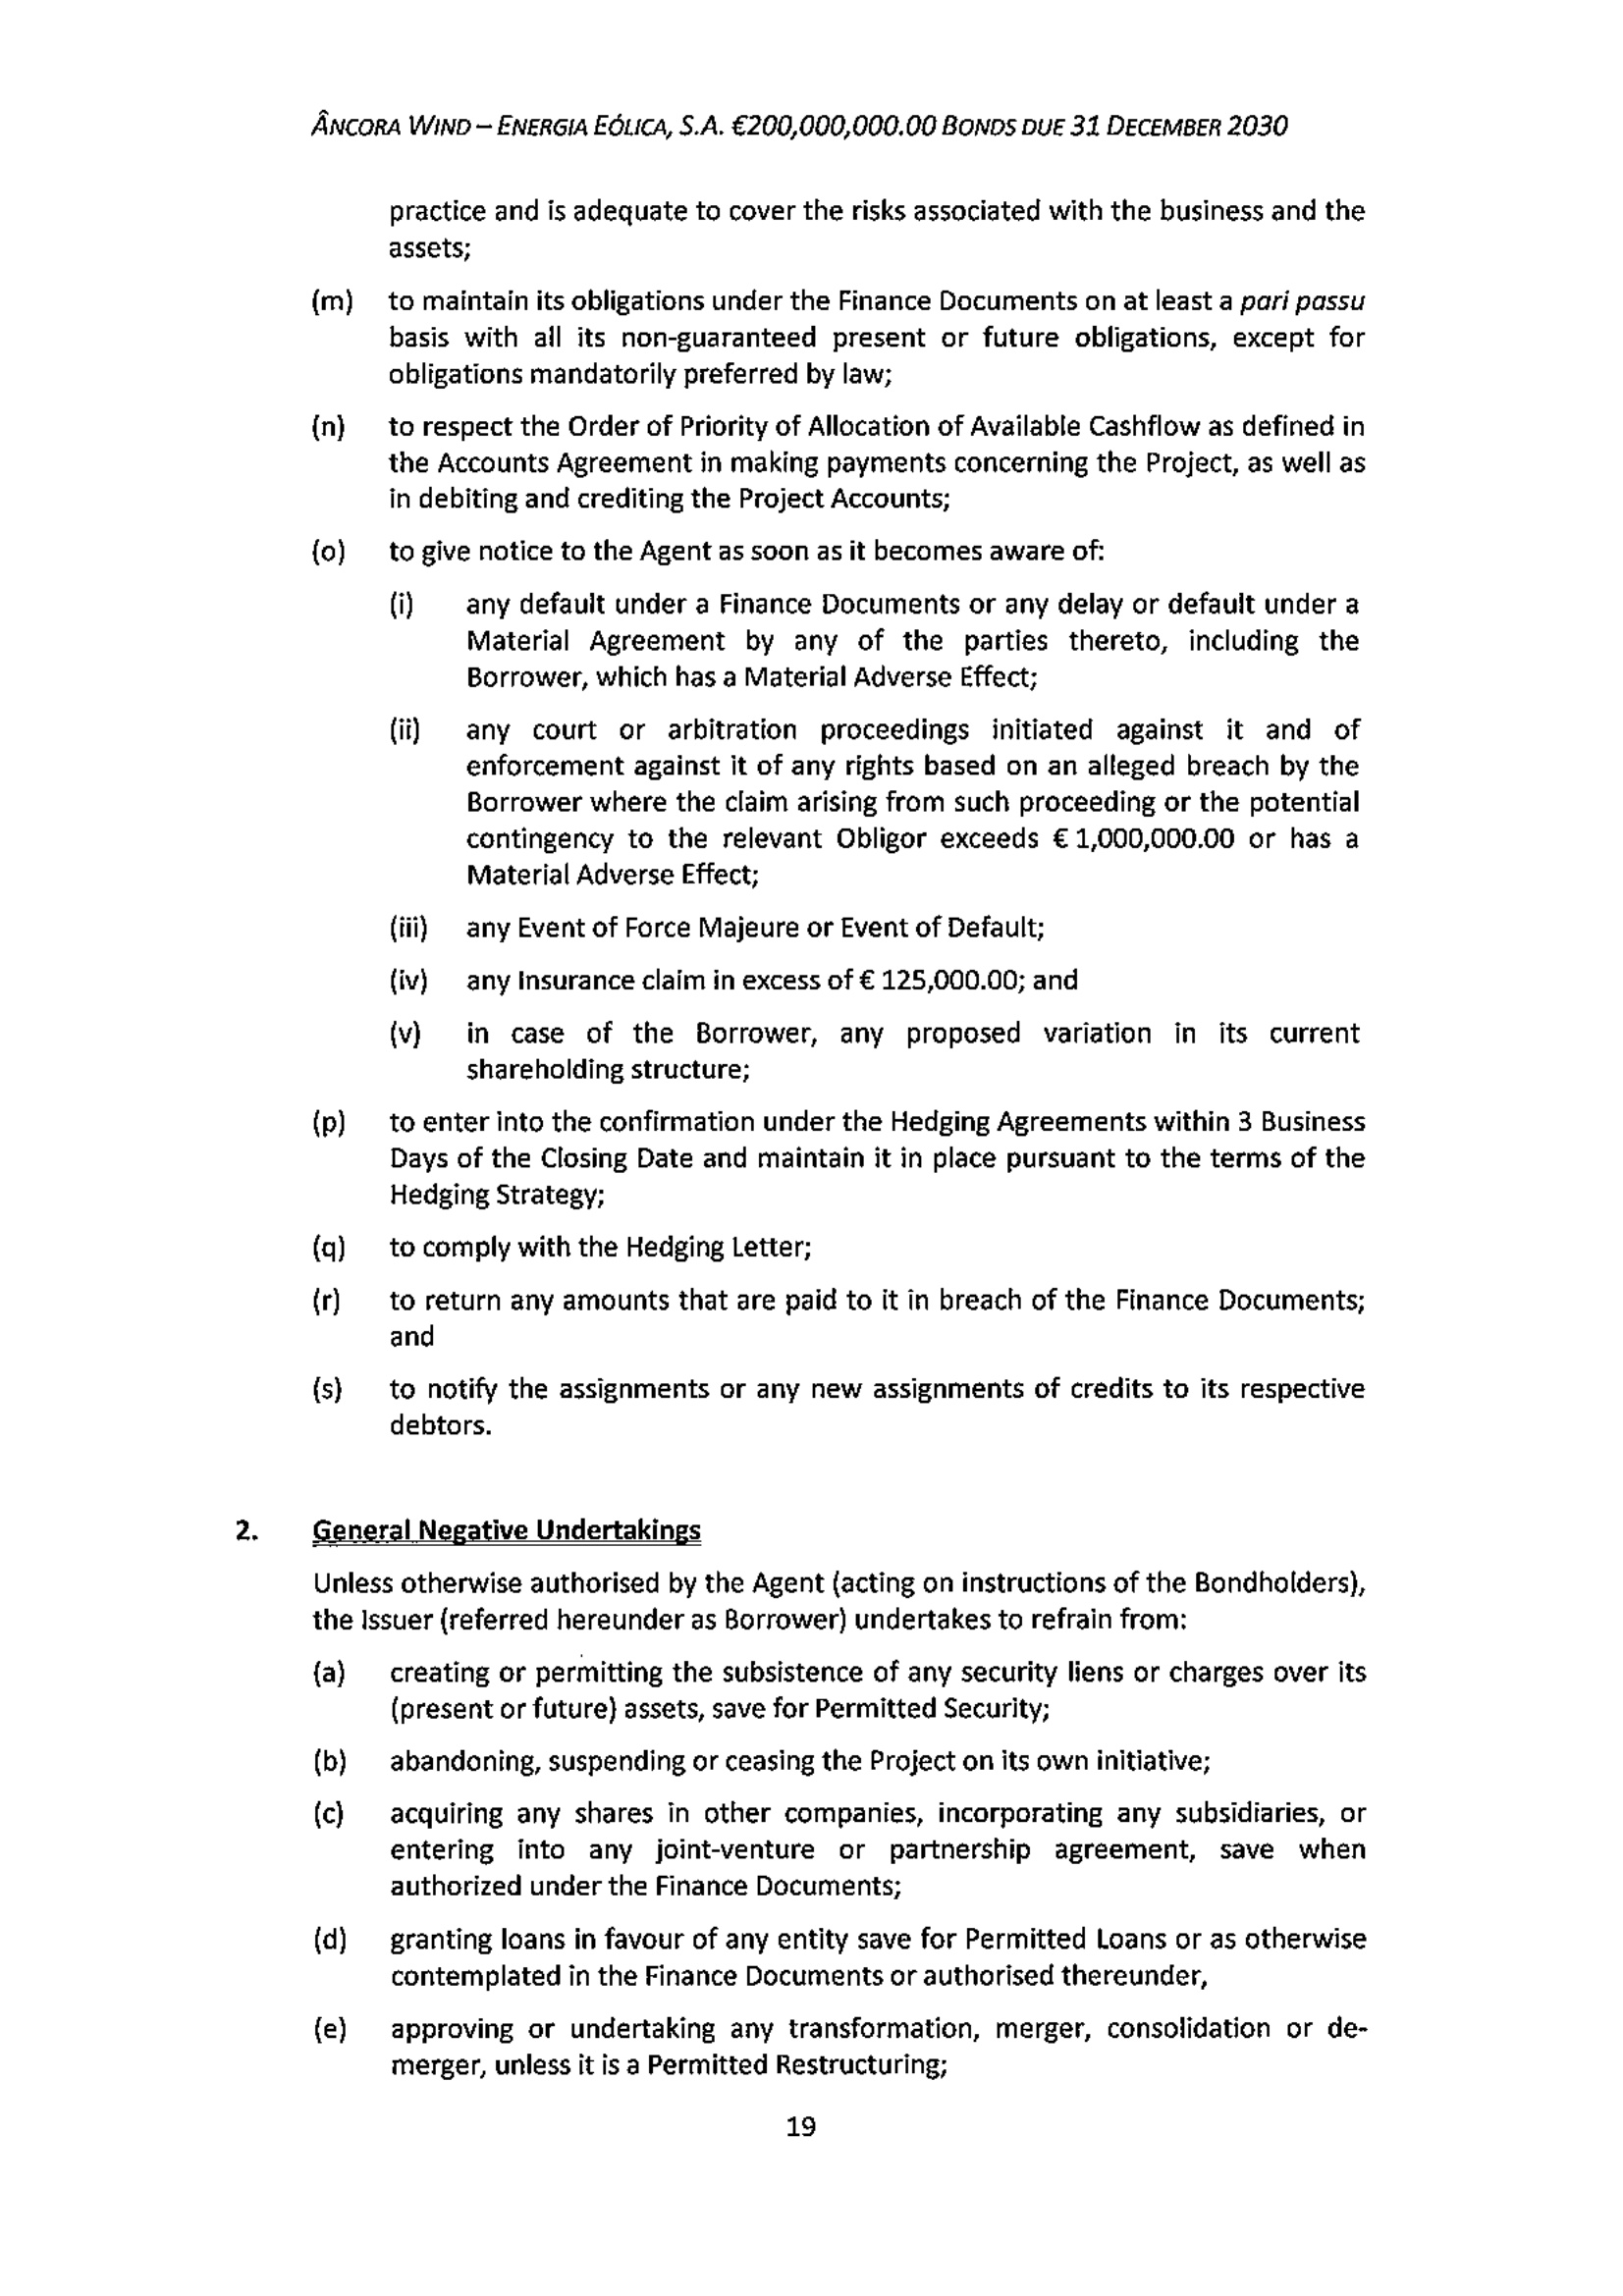 ÂNCORA WIND – ENERGIA EÓLICA, S.A. €200,000,000.00 BONDS DUE 31 DECEMBER 2030
practice and is adequate to cover the risks associated with the business and the
assets;
(m) to maintain its obligations under the Finance Documents on at least a pari passu
basis with all its non-guaranteed present or future obligations, except for
obligations mandatorily preferred by law;
(n) to respect the Order of Priority of Allocation of Available Cashflow as defined in
the Accounts Agreement in making payments concerning the Project, as well as
in debiting and crediting the Project Accounts;
(o) to give notice to the Agent as soon as it becomes aware of:
(i) any default under a Finance Documents or any delay or default under a
Material Agreement by any of the parties thereto, including the
Borrower, which has a Material Adverse Effect;
(ii) any court or arbitration proceedings initiated against it and of
enforcement against it of any rights based on an alleged breach by the
Borrower where the claim arising from such proceeding or the potential
contingency to the relevant Obligor exceeds € 1,000,000.00 or has a
Material Adverse Effect;
(iii) any Event of Force Majeure or Event of Default;
(iv) any Insurance claim in excess of € 125,000.00; and
(v) in case of the Borrower, any proposed variation in its current
shareholding structure;
(p) to enter into the confirmation under the Hedging Agreements within 3 Business
Days of the Closing Date and maintain it in place pursuant to the terms of the
Hedging Strategy;
(q) to comply with the Hedging Letter;
(r) to return any amounts that are paid to it in breach of the Finance Documents;
and
(s) to notify the assignments or any new assignments of credits to its respective
debtors.
2. General Negative Undertakings
Unless otherwise authorised by the Agent (acting on instructions of the Bondholders),
the Issuer (referred hereunder as Borrower) undertakes to refrain from:
(a) creating or permitting the subsistence of any security liens or charges over its
(present or future) assets, save for Permitted Security;
(b) abandoning, suspending or ceasing the Project on its own initiative;
(c) acquiring any shares in other companies, incorporating any subsidiaries, or
entering into any joint-venture or partnership agreement, save when
authorized under the Finance Documents;
(d) granting loans in favour of any entity save for Permitted Loans or as otherwise
contemplated in the Finance Documents or authorised thereunder,
(e) approving or undertaking any transformation, merger, consolidation or de-
merger, unless it is a Permitted Restructuring;
19